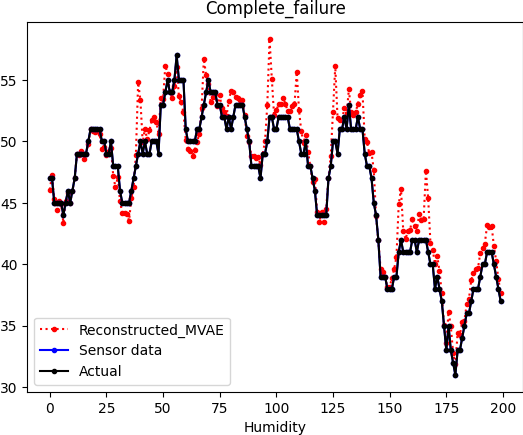 Complete_failure
55
50
45
40
35
30
Reconstructed_MVAE
Sensor data
Actual
0 25 50 75 100 125 150 175 200
Humidity